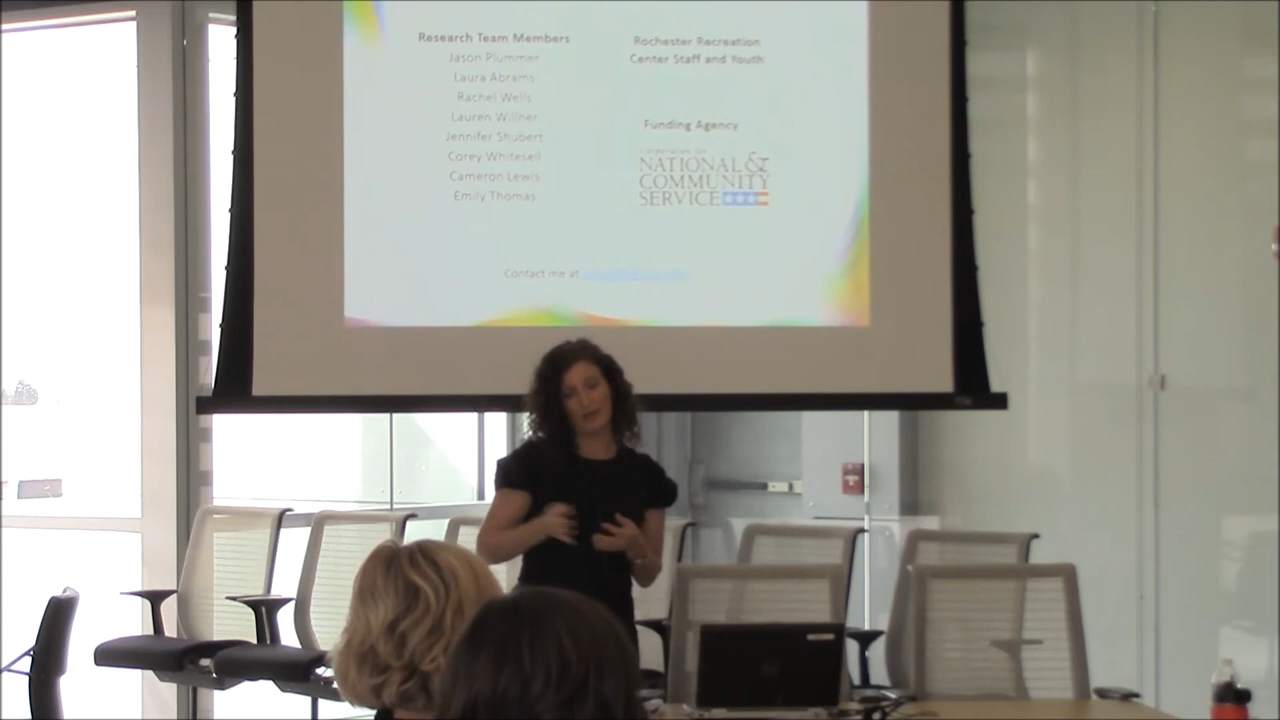 Research Team Members
Jason Plummer
Laura Abrams
Rachel Wells
Lauren Willner
Jennifer Shubert
Corey Whitesell
Cameron Lewis
Emily Thomas
Rochester Recreation
Center Staff and Youth
Funding Agency
NATIONAL &
COMMUNITY
SERVICE
Contact me at